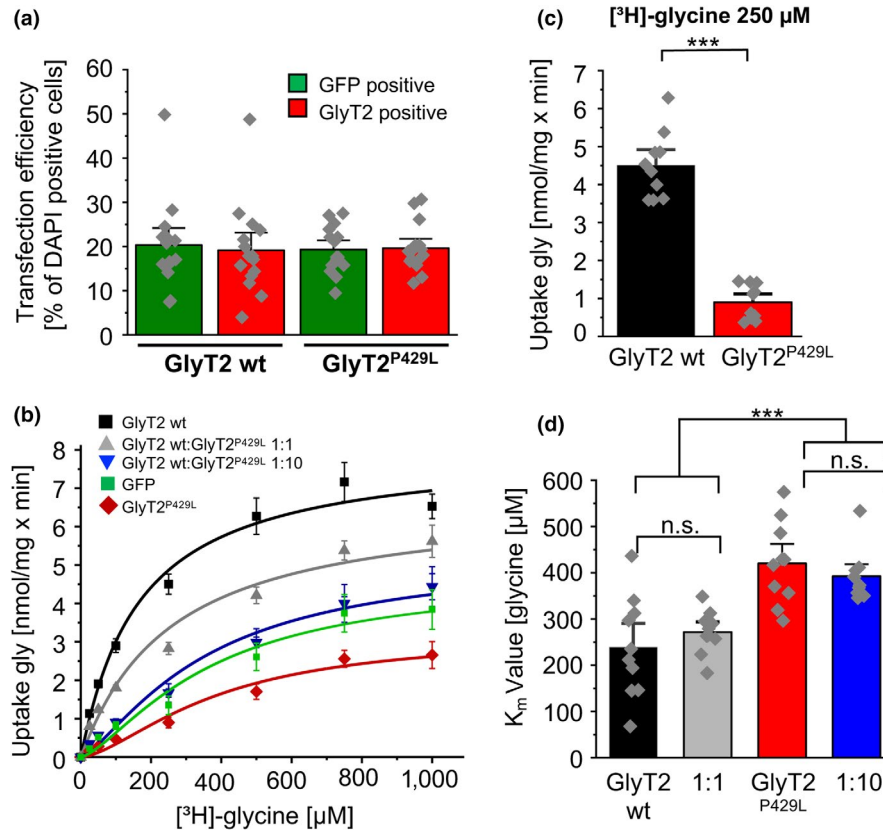 (a)
Transfection efficiency
[% of DAPI positive cells]
60
50
40
30
20
10
0
GFP positive
GlyT2 positive
GlyT2 wt
GlyT2ᴾ⁴²⁹ᴸ
(b)
GlyT2 wt
GlyT2 wt:GlyT2ᴾ⁴²⁹ᴸ 1:1
GlyT2 wt:GlyT2ᴾ⁴²⁹ᴸ 1:10
GFP
GlyT2ᴾ⁴²⁹ᴸ
Uptake gly [nmol/mg x min]
8
7
6
5
4
3
2
1
0
0 200 400 600 800 1,000
[³H]-glycine [µM]
(c)
[³H]-glycine 250 µM
***
Uptake gly [nmol/mg x min]
7
6
5
4
3
2
1
0
GlyT2 wt GlyT2ᴾ⁴²⁹ᴸ
(d)
***
n.s.
n.s.
Kₘ Value [glycine [µM]
600
500
400
300
200
100
0
GlyT2 1:1 GlyT2 1:10
wt P429L